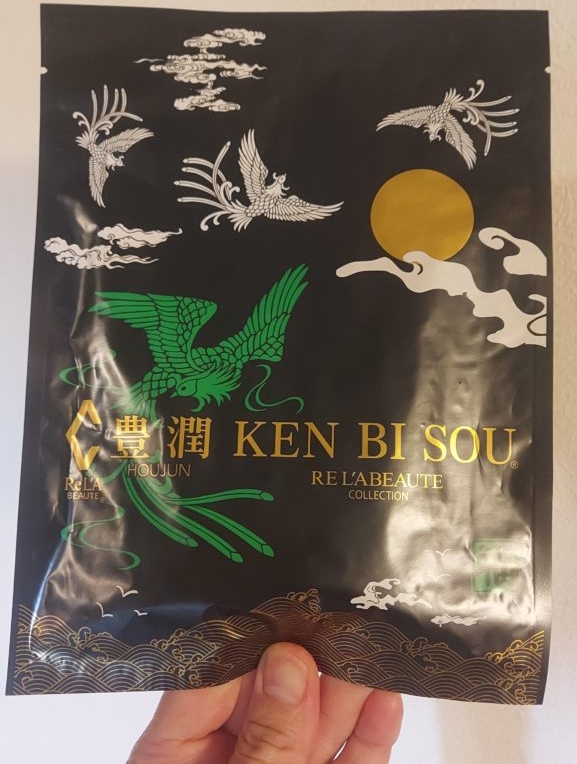 豊潤 KEN BI SOU®
HOUJUN
ReL'A
BEAUTE
RE L'ABEAUTE
COLLECTION